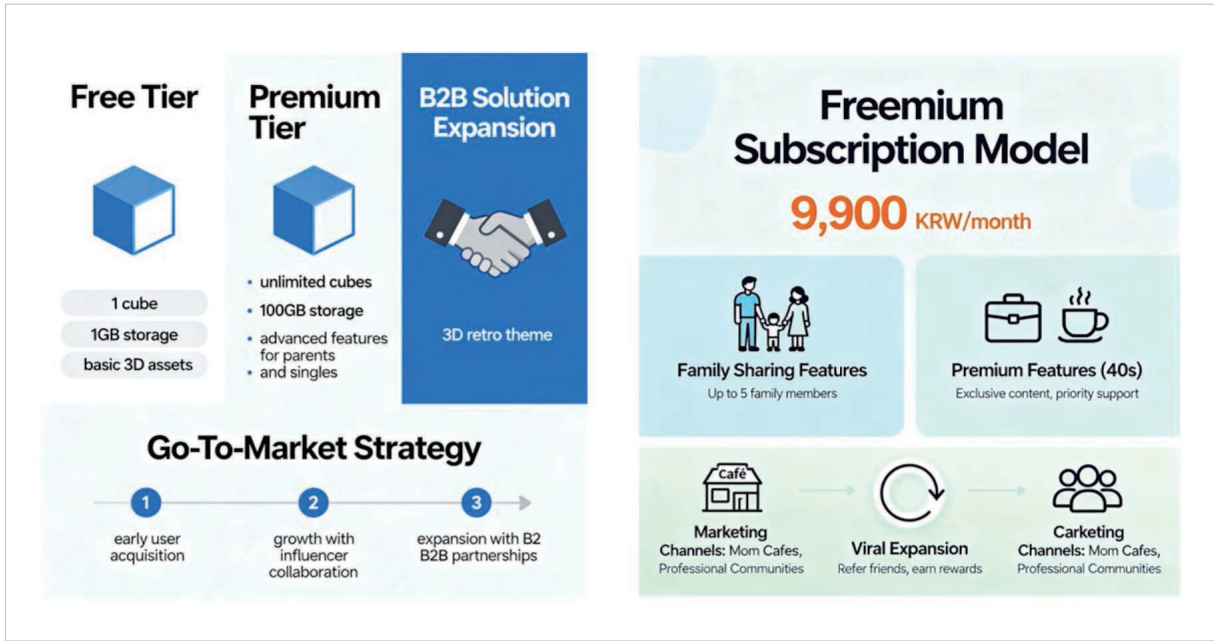 Free Tier
1 cube
1GB storage
basic 3D assets
Premium
Tier
• unlimited cubes
• 100GB storage
• advanced features
for parents
• and singles
B2B Solution
Expansion
3D retro theme
Go-To-Market Strategy
1
early user
acquisition
2
growth with
influencer
collaboration
3
expansion with B2
B2B partnerships
Freemium
Subscription Model
9,900 KRW/month
Family Sharing Features
Up to 5 family members
Premium Features (40s)
Exclusive content, priority support
Café
Marketing
Channels: Mom Cafes,
Professional Communities
Viral Expansion
Refer friends, earn rewards
Carketing
Channels: Mom Cafes,
Professional Communities